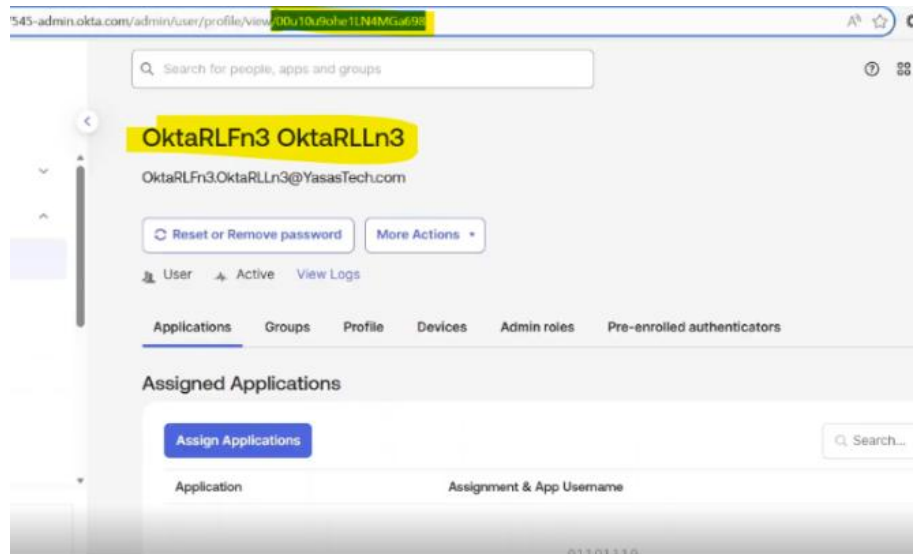 '545-admin.okta.com/admin/user/profile/view/00u10u9ohe1LN4MGa698
Search for people, apps and groups
OktaRLFn3 OktaRLLn3
OktaRLFn3.OktaRLLn3@YasasTech.com
Reset or Remove password More Actions
User Active View Logs
Applications Groups Profile Devices Admin roles Pre-enrolled authenticators
Assigned Applications
Assign Applications Search...
Application Assignment & App Username
01101110